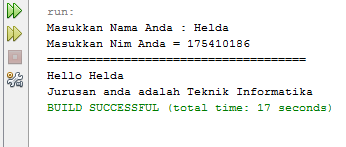 run:
Masukkan Nama Anda : Helda
Masukkan Nim Anda = 175410186
=====================================
Hello Helda
Jurusan anda adalah Teknik Informatika
BUILD SUCCESSFUL (total time: 17 seconds)